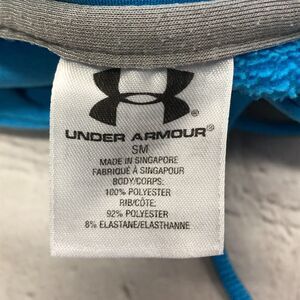 UNDER ARMOUR®
SM
MADE IN SINGAPORE
FABRIQUÉ À SINGAPOUR
BODY/CORPS:
100% POLYESTER
RIB/CÔTE:
92% POLYESTER
8% ELASTANE/ELASTHANNE